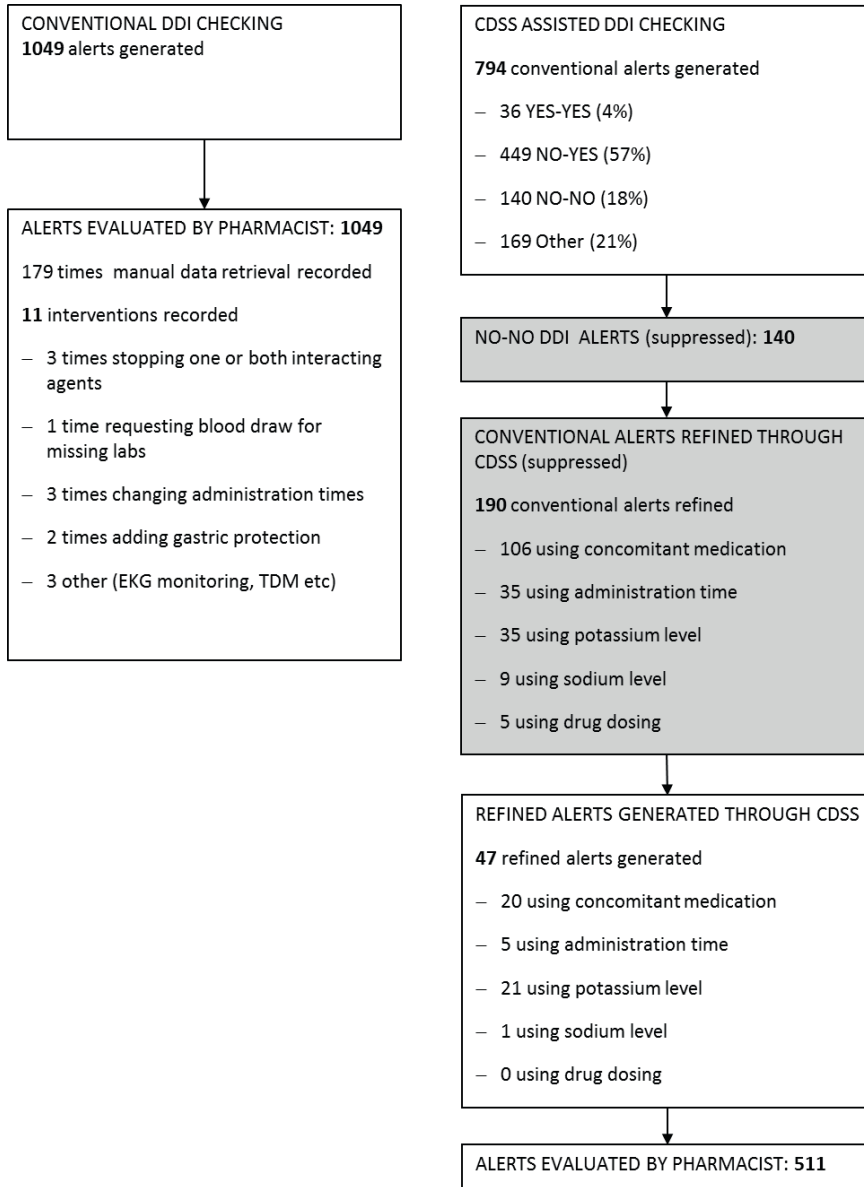 CONVENTIONAL DDI CHECKING
1049 alerts generated
ALERTS EVALUATED BY PHARMACIST: 1049
179 times manual data retrieval recorded
11 interventions recorded
– 3 times stopping one or both interacting
agents
– 1 time requesting blood draw for
missing labs
– 3 times changing administration times
– 2 times adding gastric protection
– 3 other (EKG monitoring, TDM etc)
CDSS ASSISTED DDI CHECKING
794 conventional alerts generated
– 36 YES-YES (4%)
– 449 NO-YES (57%)
– 140 NO-NO (18%)
– 169 Other (21%)
NO-NO DDI ALERTS (suppressed): 140
CONVENTIONAL ALERTS REFINED THROUGH
CDSS (suppressed)
190 conventional alerts refined
– 106 using concomitant medication
– 35 using administration time
– 35 using potassium level
– 9 using sodium level
– 5 using drug dosing
REFINED ALERTS GENERATED THROUGH CDSS
47 refined alerts generated
– 20 using concomitant medication
– 5 using administration time
– 21 using potassium level
– 1 using sodium level
– 0 using drug dosing
ALERTS EVALUATED BY PHARMACIST: 511